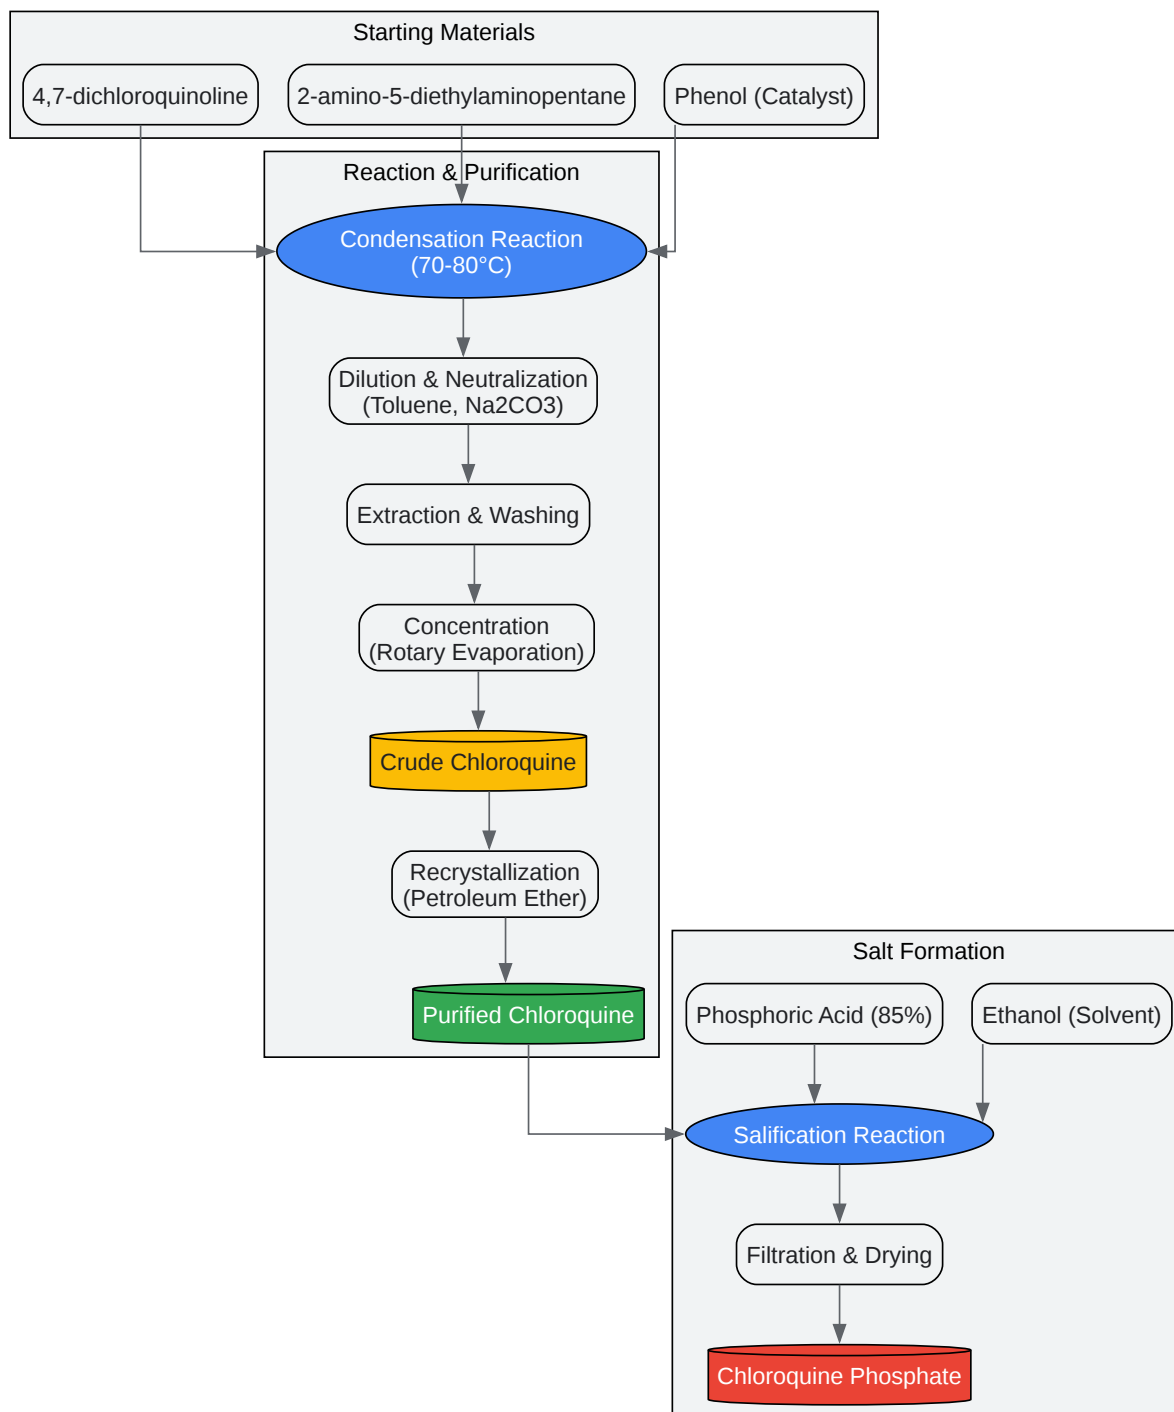 Starting Materials
4,7-dichloroquinoline
2-amino-5-diethylaminopentane
Phenol (Catalyst)
Reaction & Purification
Condensation Reaction
(70-80°C)
Dilution & Neutralization
(Toluene, Na2CO3)
Extraction & Washing
Concentration
(Rotary Evaporation)
Crude Chloroquine
Recrystallization
(Petroleum Ether)
Purified Chloroquine
Salt Formation
Phosphoric Acid (85%)
Ethanol (Solvent)
Salification Reaction
Filtration & Drying
Chloroquine Phosphate